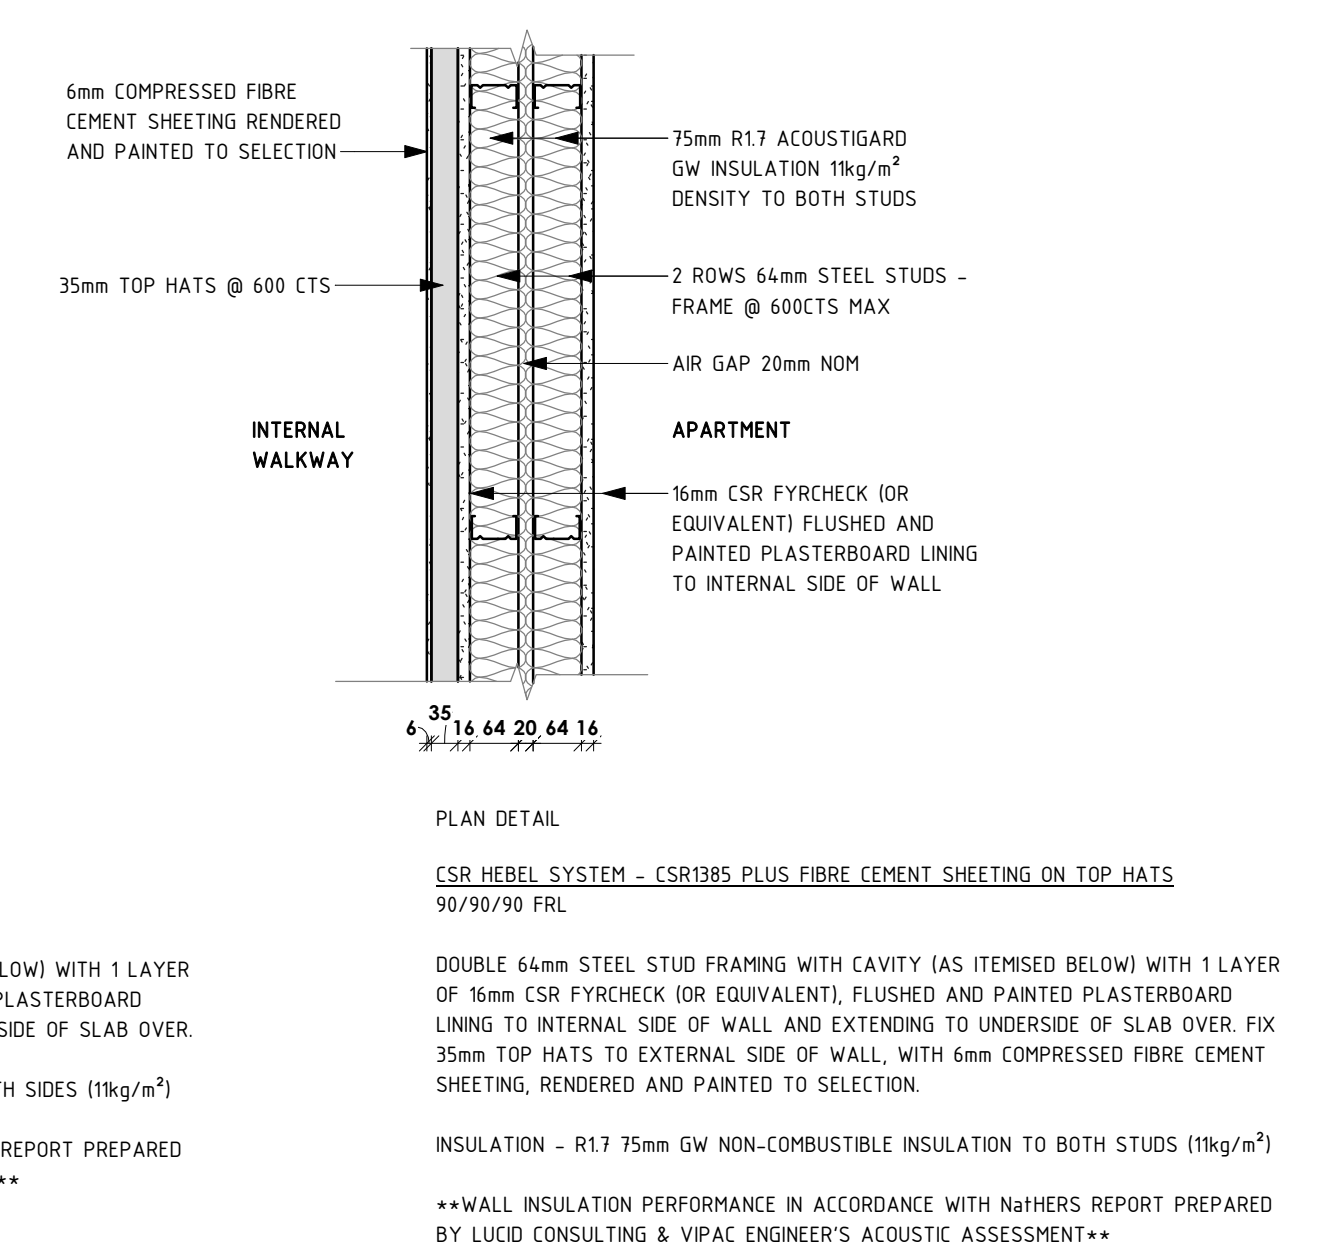 6mm COMPRESSED FIBRE
CEMENT SHEETING RENDERED
AND PAINTED TO SELECTION
35mm TOP HATS @ 600 CTS
INTERNAL
WALKWAY
75mm R1.7 ACOUSTIGARD
GW INSULATION 11kg/m²
DENSITY TO BOTH STUDS
2 ROWS 64mm STEEL STUDS -
FRAME @ 600CTS MAX
AIR GAP 20mm NOM
APARTMENT
16mm CSR FYRCHECK (OR
EQUIVALENT) FLUSHED AND
PAINTED PLASTERBOARD LINING
TO INTERNAL SIDE OF WALL
6 35 16 64 20 64 16
LOW) WITH 1 LAYER
PLASTERBOARD
SIDE OF SLAB OVER.
TH SIDES (11kg/m²)
REPORT PREPARED
**
PLAN DETAIL
CSR HEBEL SYSTEM - CSR1385 PLUS FIBRE CEMENT SHEETING ON TOP HATS
90/90/90 FRL
DOUBLE 64mm STEEL STUD FRAMING WITH CAVITY (AS ITEMISED BELOW) WITH 1 LAYER
OF 16mm CSR FYRCHECK (OR EQUIVALENT), FLUSHED AND PAINTED PLASTERBOARD
LINING TO INTERNAL SIDE OF WALL AND EXTENDING TO UNDERSIDE OF SLAB OVER. FIX
35mm TOP HATS TO EXTERNAL SIDE OF WALL, WITH 6mm COMPRESSED FIBRE CEMENT
SHEETING, RENDERED AND PAINTED TO SELECTION.
INSULATION - R1.7 75mm GW NON-COMBUSTIBLE INSULATION TO BOTH STUDS (11kg/m²)
**WALL INSULATION PERFORMANCE IN ACCORDANCE WITH NatHERS REPORT PREPARED
BY LUCID CONSULTING & VIPAC ENGINEER'S ACOUSTIC ASSESSMENT**